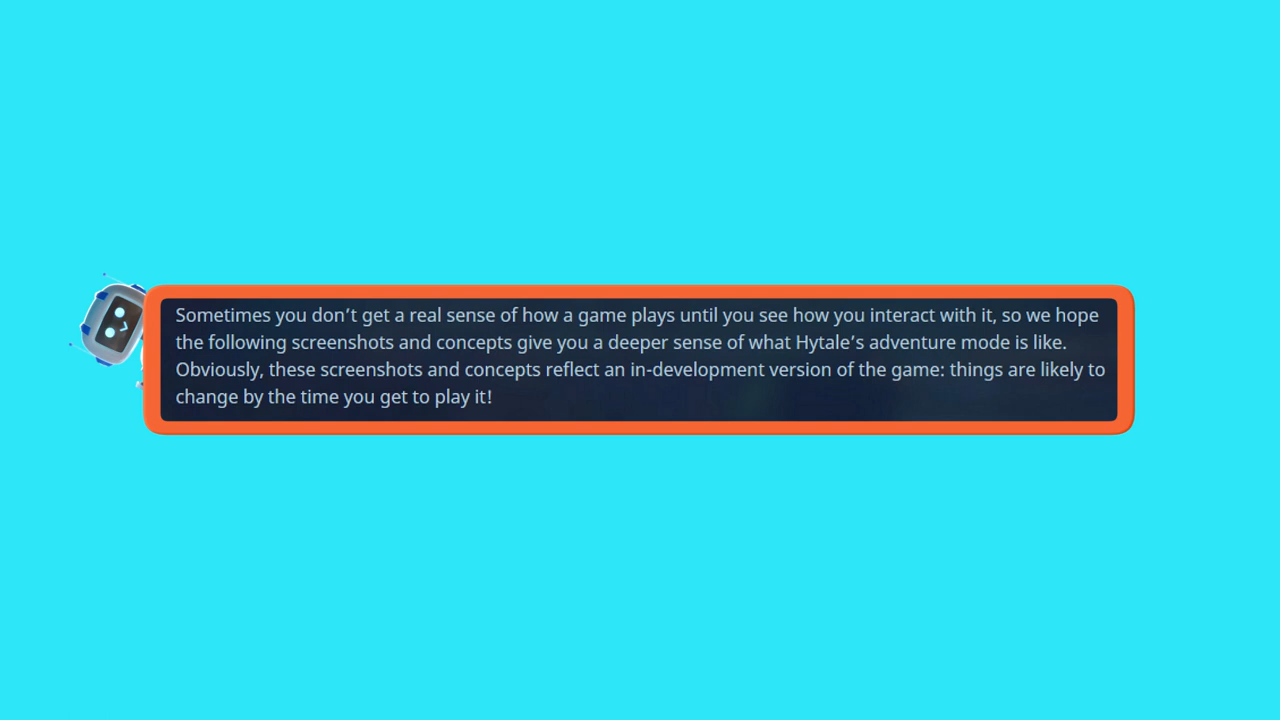 Sometimes you don’t get a real sense of how a game plays until you see how you interact with it, so we hope
the following screenshots and concepts give you a deeper sense of what Hytale’s adventure mode is like.
Obviously, these screenshots and concepts reflect an in-development version of the game: things are likely to
change by the time you get to play it!